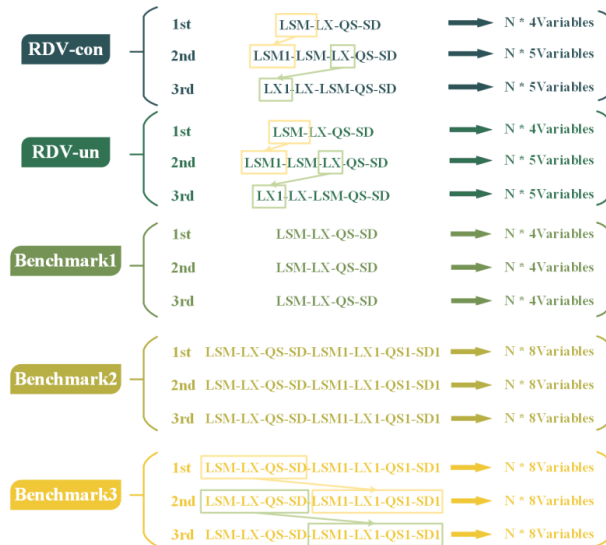 RDV-con
1st LSM-LX-QS-SD N * 4Variables
2nd LSM1-LSM-LX-QS-SD N * 5Variables
3rd LX1-LX-LSM-QS-SD N * 5Variables
RDV-un
1st LSM-LX-QS-SD N * 4Variables
2nd LSM1-LSM-LX-QS-SD N * 5Variables
3rd LX1-LX-LSM-QS-SD N * 5Variables
Benchmark1
1st LSM-LX-QS-SD N * 4Variables
2nd LSM-LX-QS-SD N * 4Variables
3rd LSM-LX-QS-SD N * 4Variables
Benchmark2
1st LSM-LX-QS-SD-LSM1-LX1-QS1-SD1 N * 8Variables
2nd LSM-LX-QS-SD-LSM1-LX1-QS1-SD1 N * 8Variables
3rd LSM-LX-QS-SD-LSM1-LX1-QS1-SD1 N * 8Variables
Benchmark3
1st LSM-LX-QS-SD-LSM1-LX1-QS1-SD1 N * 8Variables
2nd LSM-LX-QS-SD-LSM1-LX1-QS1-SD1 N * 8Variables
3rd LSM-LX-QS-SD-LSM1-LX1-QS1-SD1 N * 8Variables